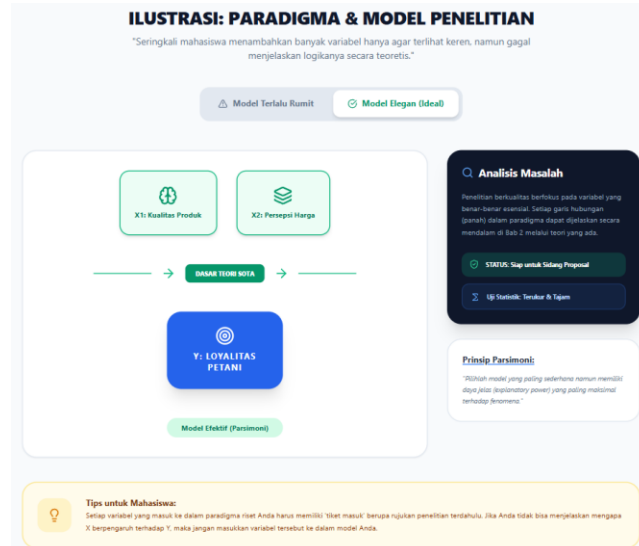 ILUSTRASI: PARADIGMA & MODEL PENELITIAN
"Seringkali mahasiswa menambahkan banyak variabel hanya agar terlihat keren, namun gagal
menjelaskan logikanya secara teoretis."
Model Terlalu Rumit
Model Elegan (Ideal)
X1: Kualitas Produk
X2: Persepsi Harga
DASAR TEORI SOTA
Y: LOYALITAS
PETANI
Model Efektif (Parsimoni)
Analisis Masalah
Penelitian berkualitas berfokus pada variabel yang
benar-benar esensial. Setiap garis hubungan
(panah) dalam paradigma dapat dijelaskan secara
mendalam di Bab 2 melalui teori yang ada.
STATUS: Siap untuk Sidang Proposal
Uji Statistik: Terukur & Tajam
Prinsip Parsimoni:
"Pilihlah model yang paling sederhana namun memiliki
daya jelas (explanatory power) yang paling maksimal
terhadap fenomena."
Tips untuk Mahasiswa:
Setiap variabel yang masuk ke dalam paradigma riset Anda harus memiliki 'tiket masuk' berupa rujukan penelitian terdahulu. Jika Anda tidak bisa menjelaskan mengapa
X berpengaruh terhadap Y, maka jangan masukkan variabel tersebut ke dalam model Anda.